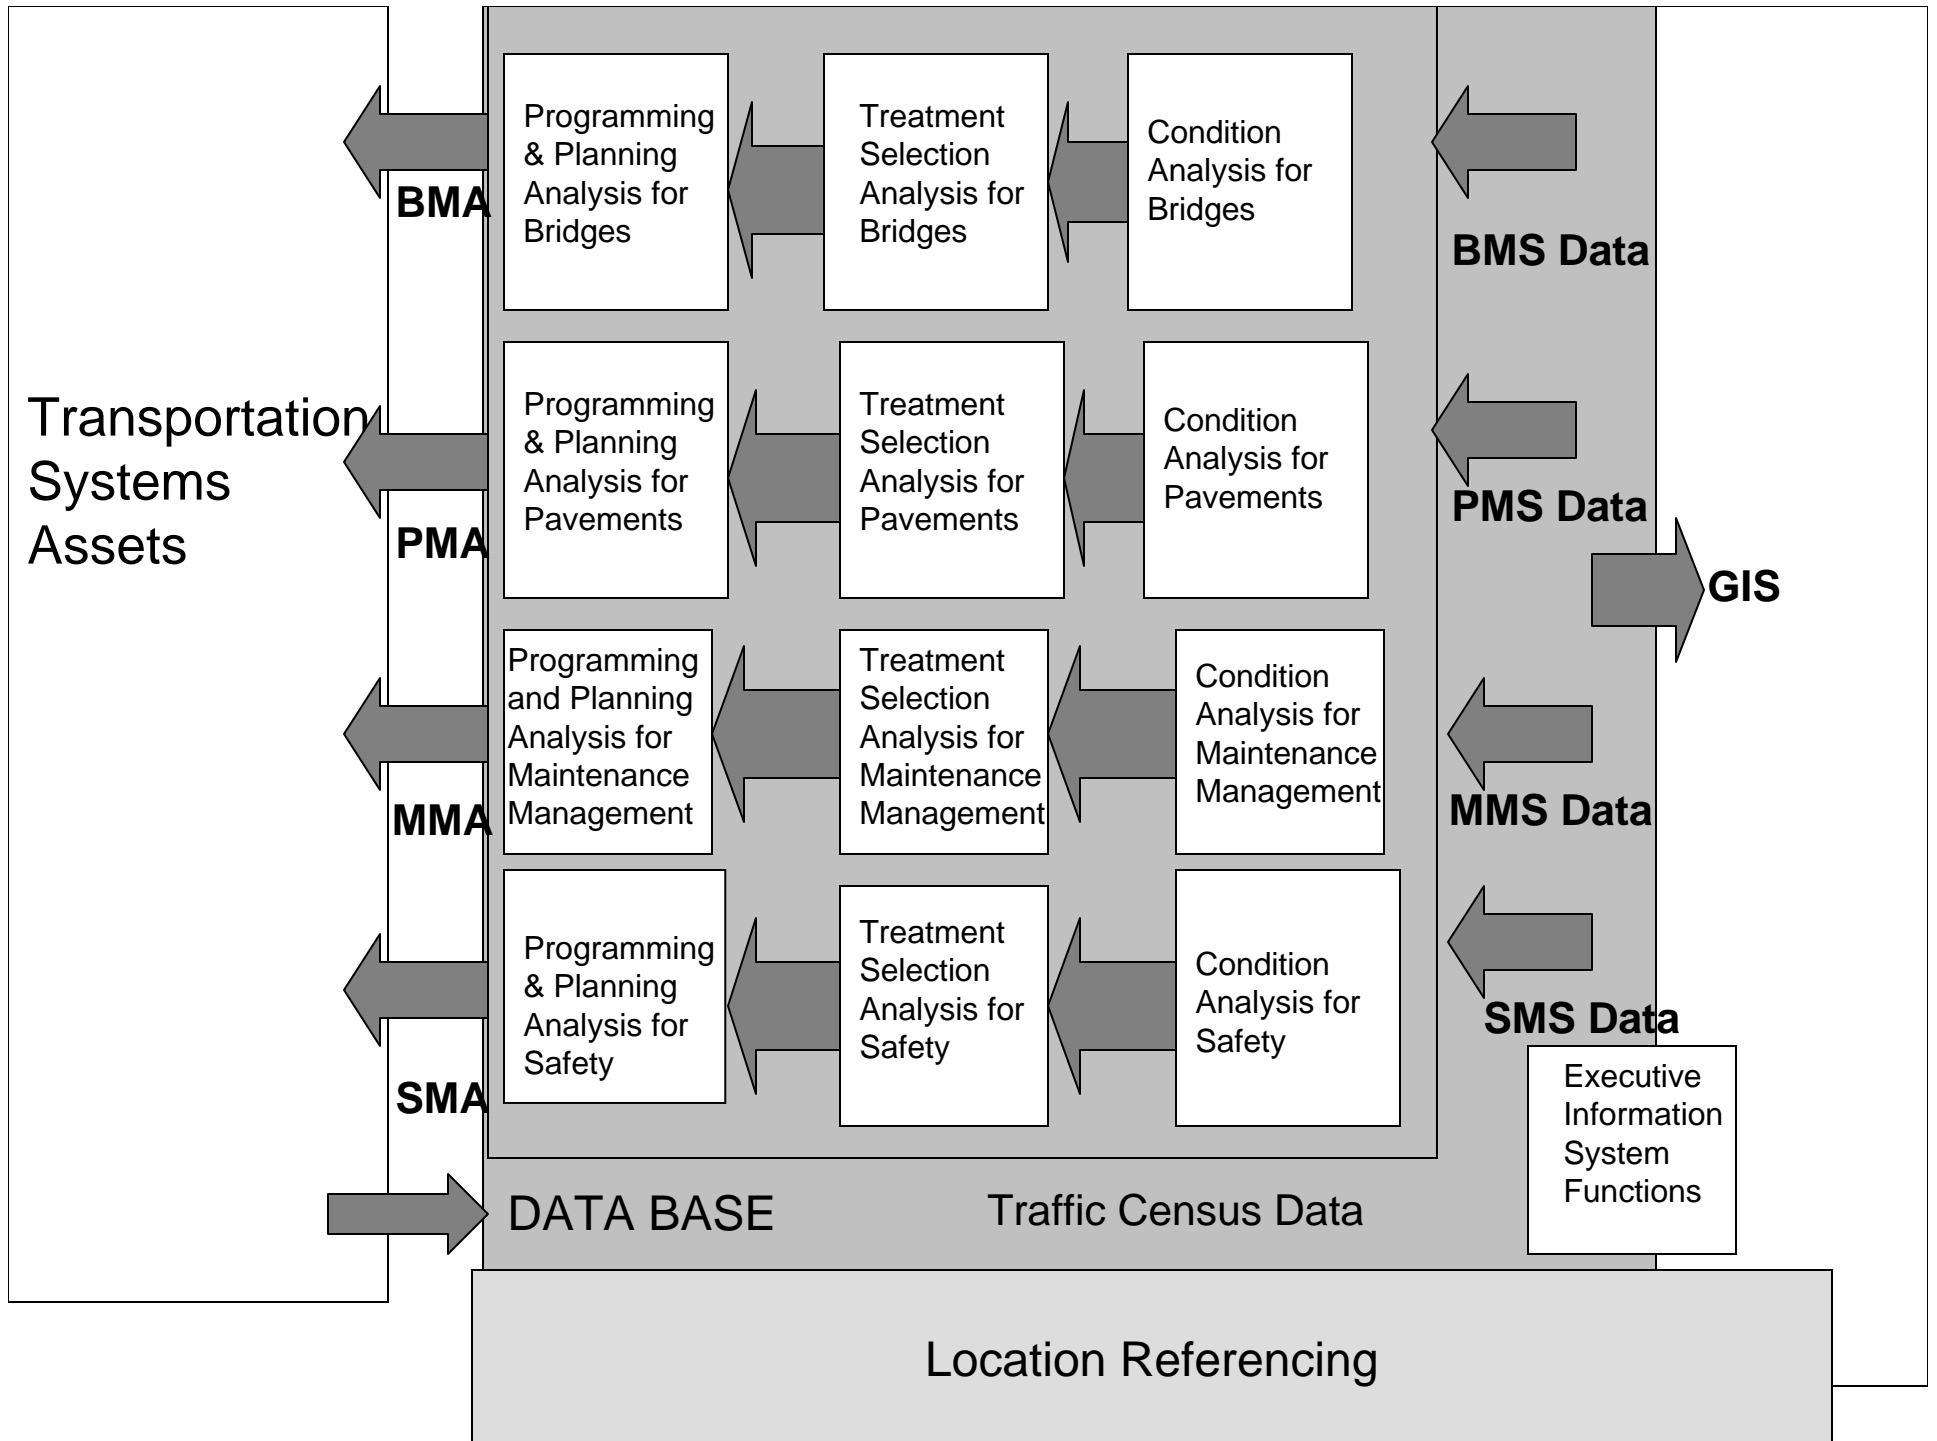 Programming
& Planning
Analysis for
Bridges
Treatment
Selection
Analysis for
Bridges
Condition
Analysis for
Bridges
BMA
BMS Data
Transportation
Systems
Assets
Programming
& Planning
Analysis for
Pavements
Treatment
Selection
Analysis for
Pavements
Condition
Analysis for
Pavements
PMA
PMS Data
GIS
Programming
and Planning
Analysis for
Maintenance
Management
Treatment
Selection
Analysis for
Maintenance
Management
Condition
Analysis for
Maintenance
Management
MMA
MMS Data
Programming
& Planning
Analysis for
Safety
Treatment
Selection
Analysis for
Safety
Condition
Analysis for
Safety
SMA
SMS Data
Executive
Information
System
Functions
DATA BASE
Traffic Census Data
Location Referencing